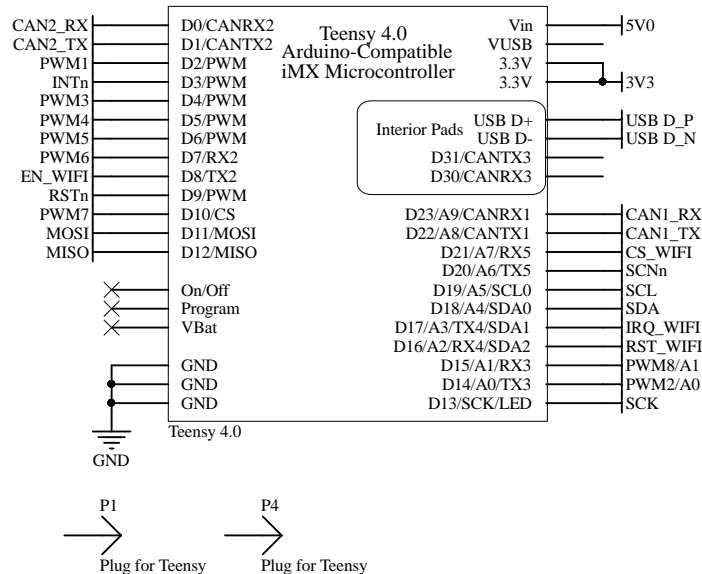 CAN2_RX D0/CANRX2 Teensy 4.0 Vin 5V0
CAN2_TX D1/CANTX2 Arduino-Compatible VUSB
PWM1 D2/PWM iMX Microcontroller 3.3V
INTn D3/PWM 3.3V 3V3
PWM3 D4/PWM
PWM4 D5/PWM Interior Pads USB D+ USB D_P
PWM5 D6/PWM USB D- USB D_N
PWM6 D7/RX2 D31/CANTX3
EN_WIFI D8/TX2 D30/CANRX3
RSTn D9/PWM
PWM7 D10/CS D23/A9/CANRX1 CAN1_RX
MOSI D11/MOSI D22/A8/CANTX1 CAN1_TX
MISO D12/MISO D21/A7/RX5 CS_WIFI
D20/A6/TX5 SCNn
On/Off D19/A5/SCL0 SCL
Program D18/A4/SDA0 SDA
VBat D17/A3/TX4/SDA1 IRQ_WIFI
D16/A2/RX4/SDA2 RST_WIFI
GND D15/A1/RX3 PWM8/A1
GND D14/A0/TX3 PWM2/A0
GND D13/SCK/LED SCK
Teensy 4.0
GND
P1 P4
Plug for Teensy Plug for Teensy